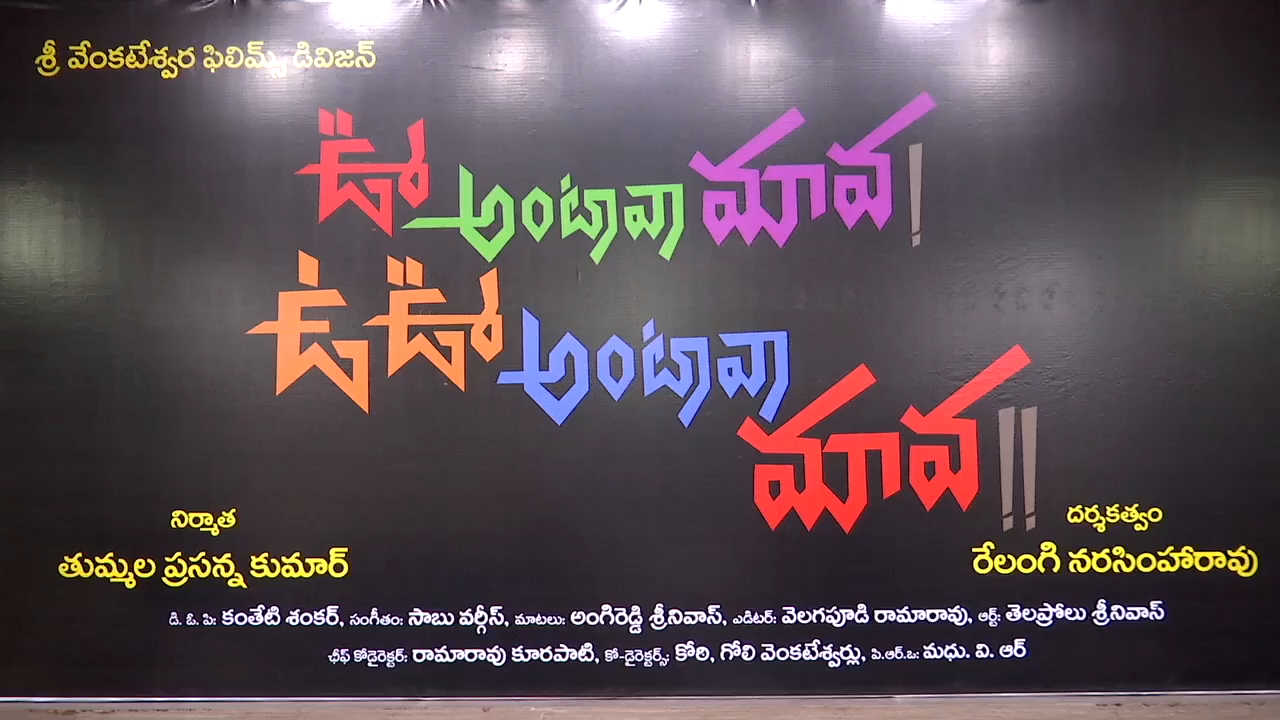 శ్రీ వేంకటేశ్వర ఫిలిమ్స్ డివిజన్
ఊ అంటావా మావ !
ఉ ఊ అంటావా
మావ !!
నిర్మాత
తుమ్మల ప్రసన్న కుమార్
దర్శకత్వం
రేలంగి నరసింహారావు
డి. ఓ. పి: కంతేటి శంకర్, సంగీతం: సాబు వర్గీస్, మాటలు: అంగిరెడ్డి శ్రీనివాస్, ఎడిటర్: వెలగపూడి రామారావు, ఆర్ట్: తెలప్రోలు శ్రీనివాస్
ఛీఫ్ కోడైరెక్టర్: రామారావు కూరపాటి, కో-డైరెక్టర్స్: కోరి, గోలి వెంకటేశ్వర్లు, పి.ఆర్.ఒ: మధు. వి. ఆర్